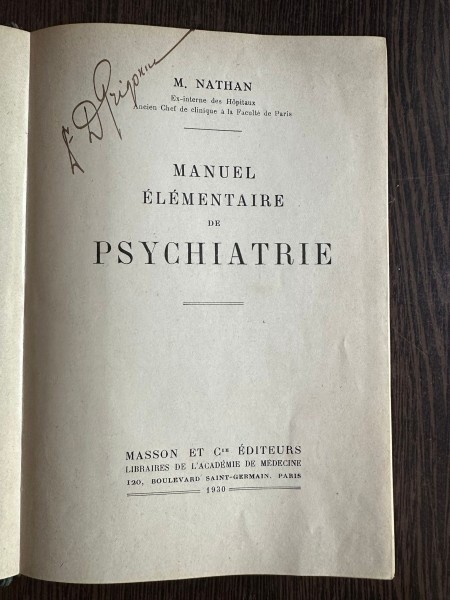 M. NATHAN
Ex-interne des Hôpitaux
Ancien Chef de clinique à la Faculté de Paris
MANUEL
ÉLÉMENTAIRE
DE
PSYCHIATRIE
MASSON ET Cie ÉDITEURS
LIBRAIRES DE L'ACADÉMIE DE MÉDECINE
120, BOULEVARD SAINT-GERMAIN, PARIS
1930